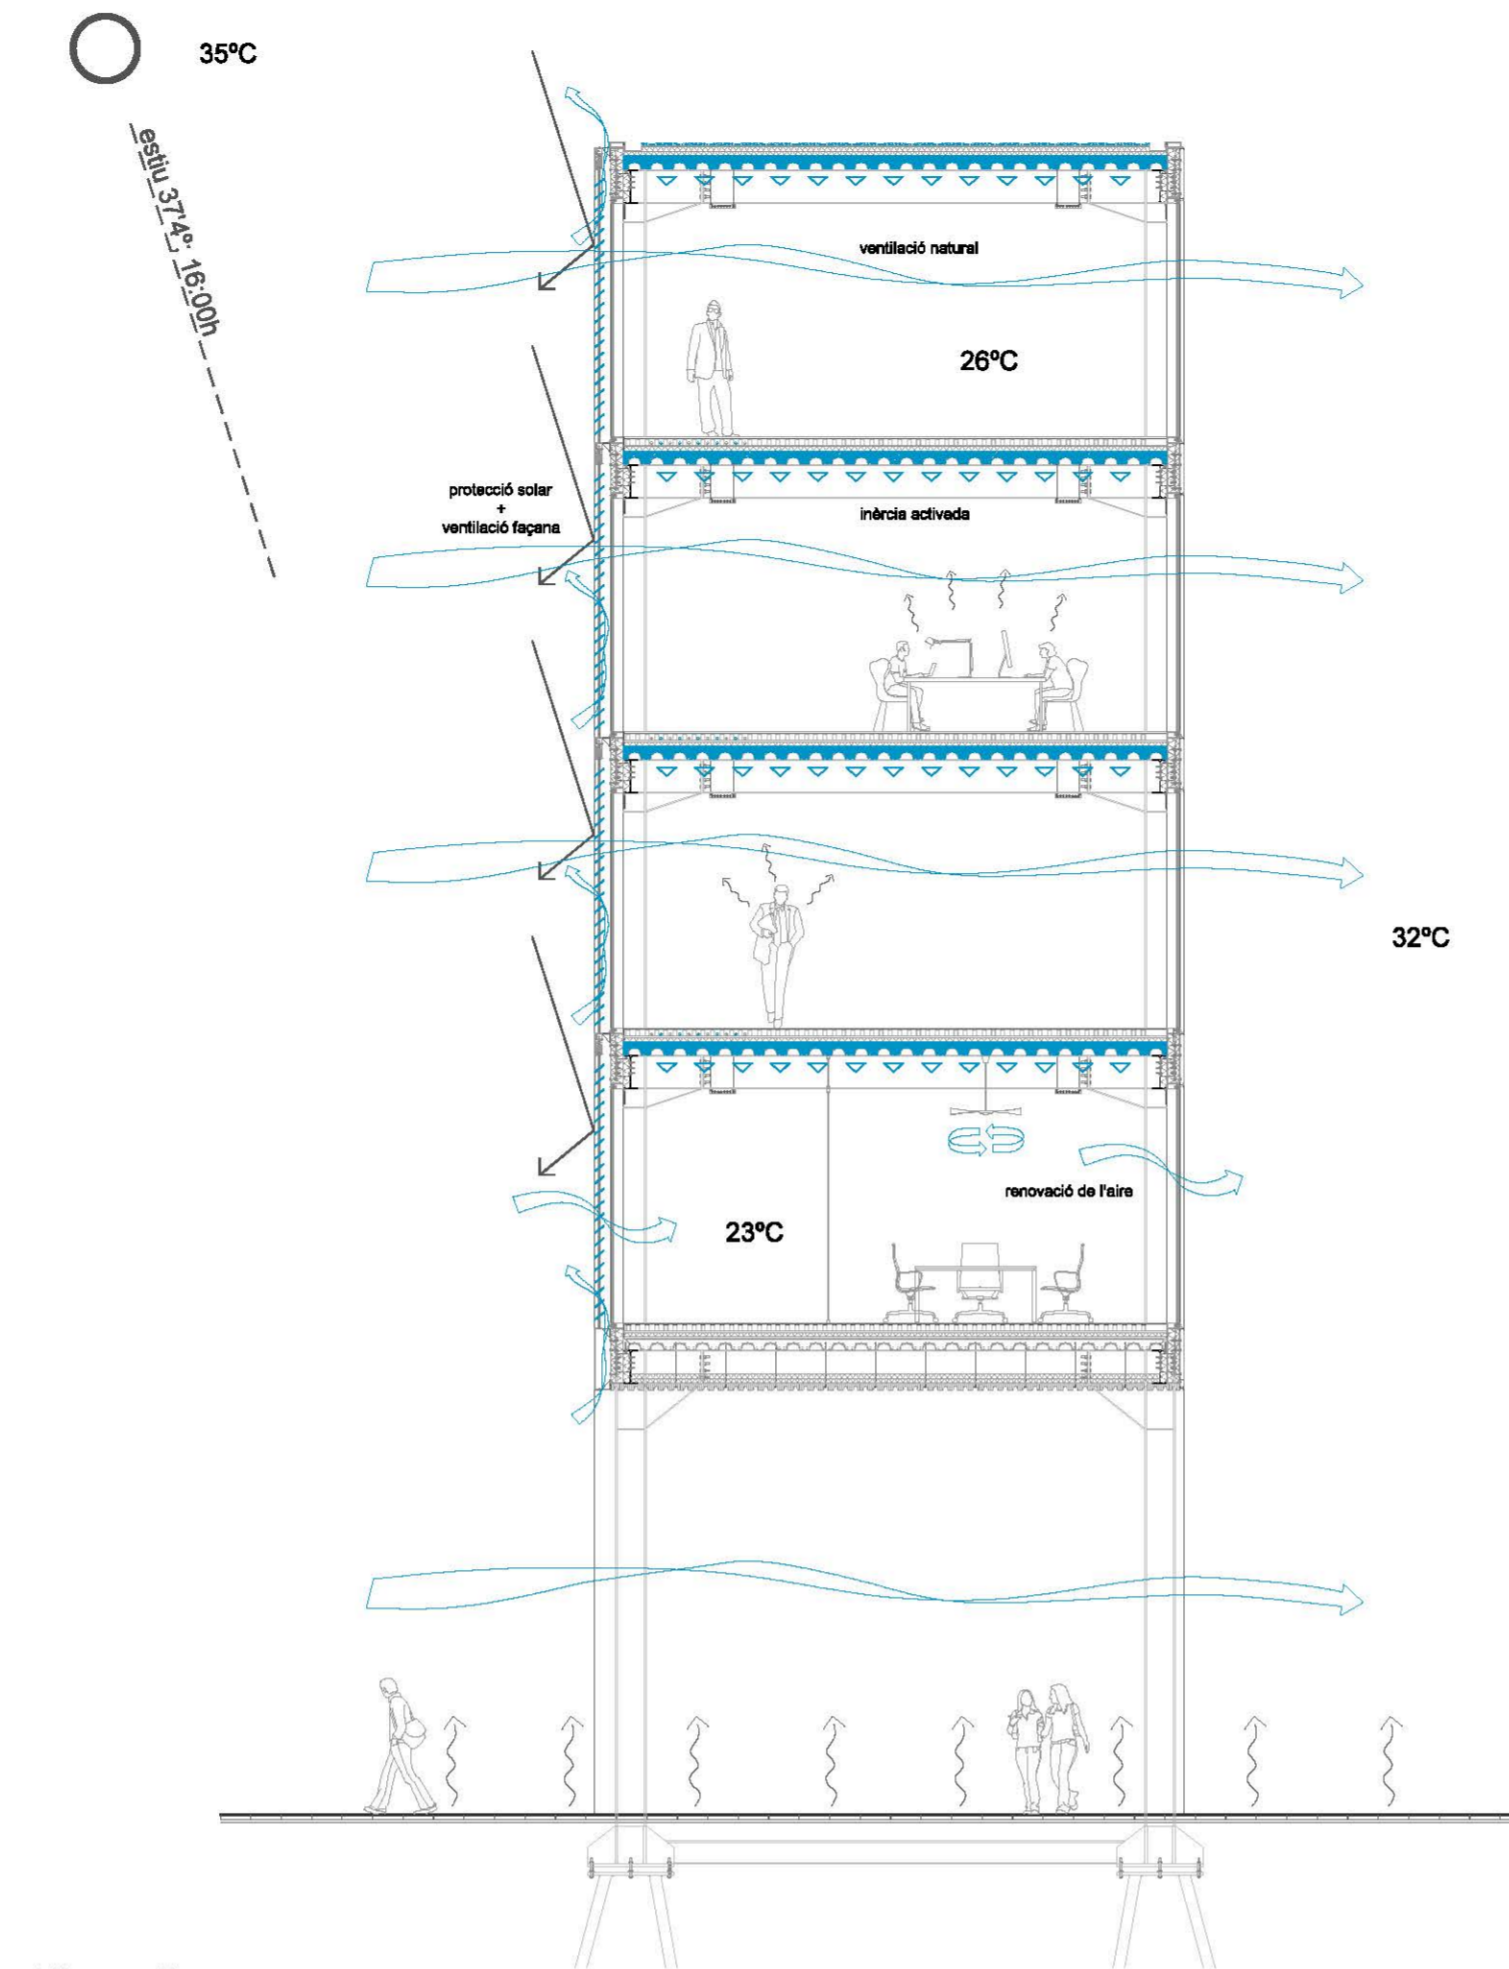 35ºC
estiu 37'4º; 16:00h
ventilació natural
26ºC
protecció solar
+
ventilació façana
inèrcia activada
32ºC
renovació de l'aire
23ºC